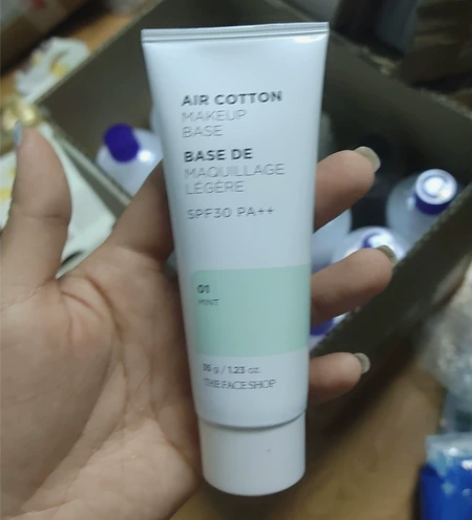 AIR COTTON
MAKEUP
BASE
BASE DE
MAQUILLAGE
LÉGÈRE
SPF30 PA++
01
MINT
35 g / 1.23 oz.
THE FACE SHOP